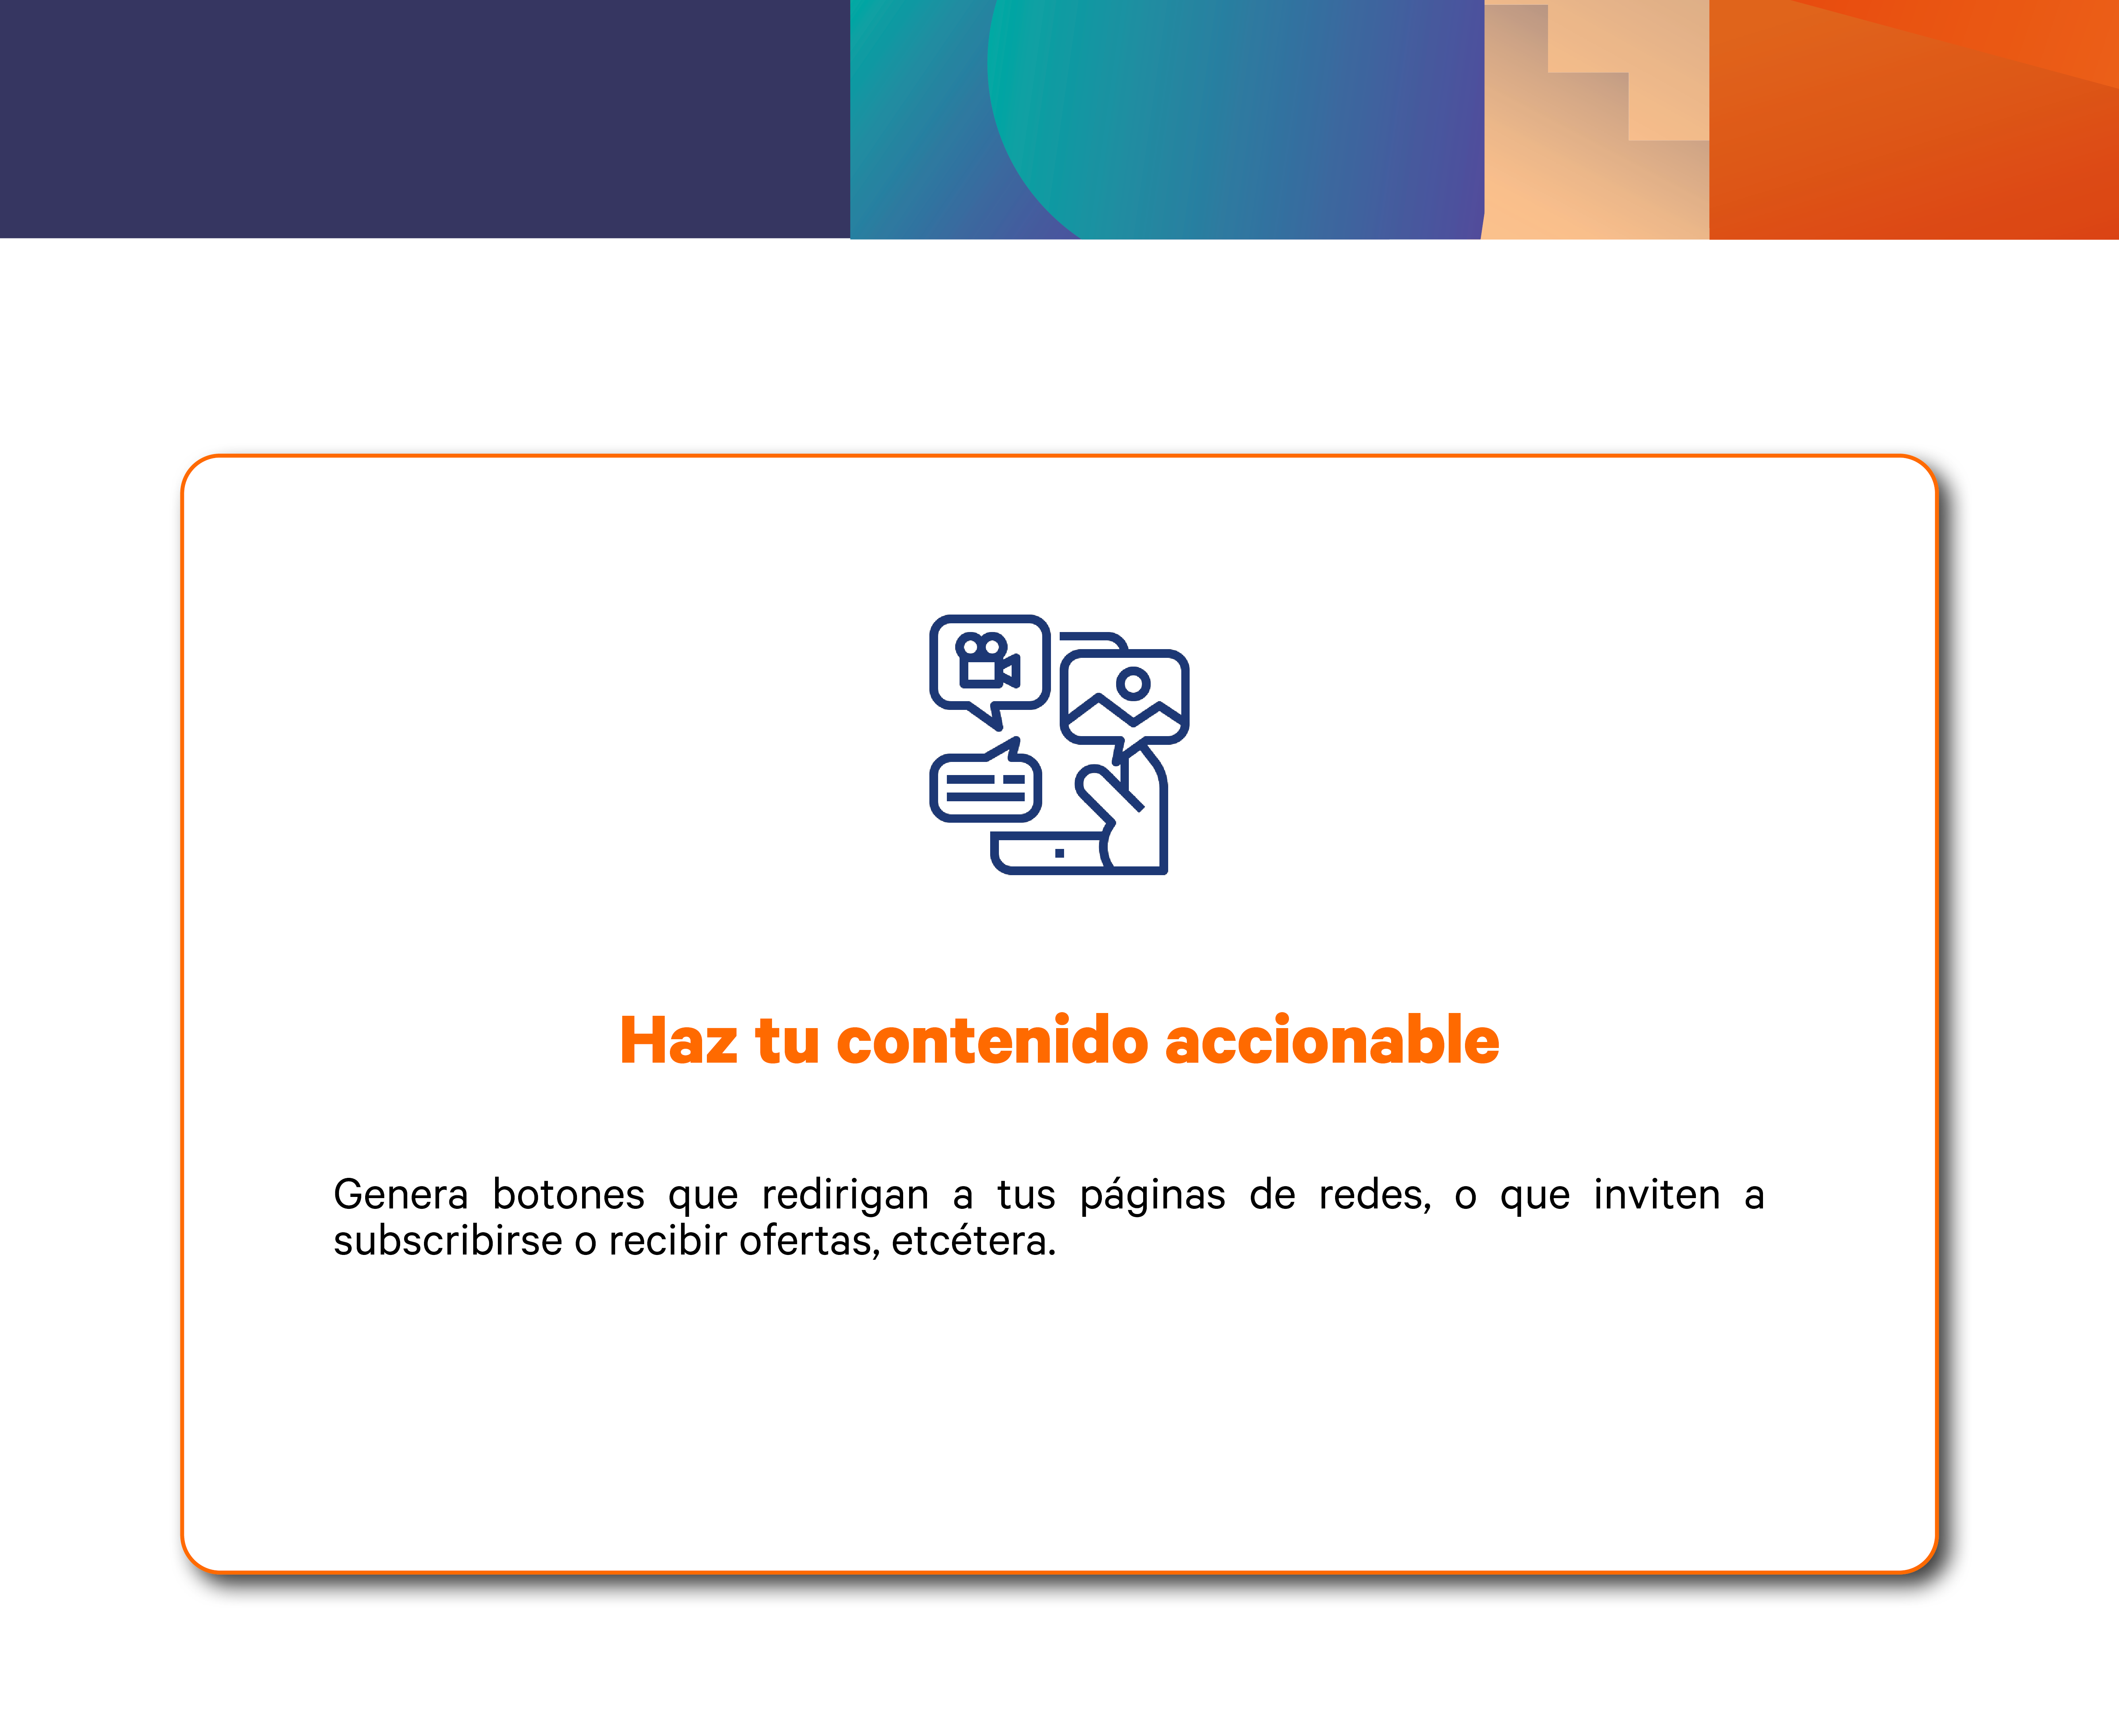 Haz tu contenido accionable
Genera botones que redirigan a tus páginas de redes, o que inviten a
subscribirse o recibir ofertas, etcétera.